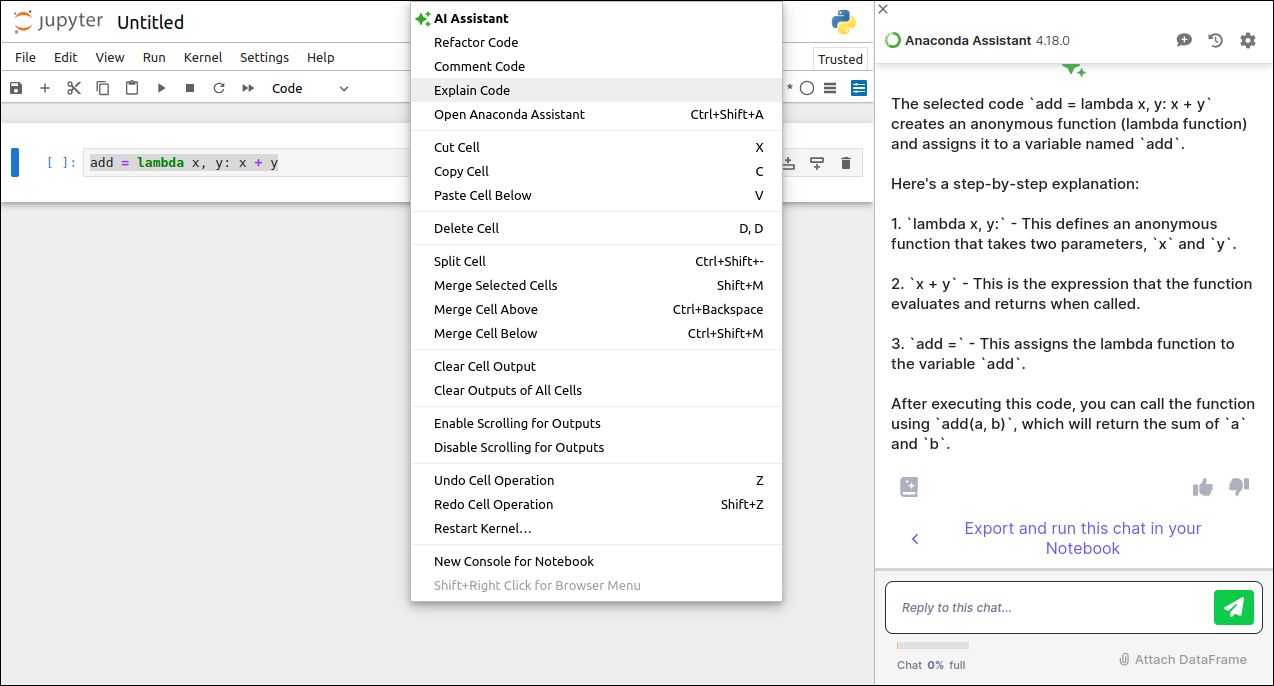 jupyter Untitled
File Edit View Run Kernel Settings Help
Trusted
Code
*
[ ]: add = lambda x, y: x + y
AI Assistant
Refactor Code
Comment Code
Explain Code
Open Anaconda Assistant Ctrl+Shift+A
Cut Cell X
Copy Cell C
Paste Cell Below V
Delete Cell D, D
Split Cell Ctrl+Shift+-
Merge Selected Cells Shift+M
Merge Cell Above Ctrl+Backspace
Merge Cell Below Ctrl+Shift+M
Clear Cell Output
Clear Outputs of All Cells
Enable Scrolling for Outputs
Disable Scrolling for Outputs
Undo Cell Operation Z
Redo Cell Operation Shift+Z
Restart Kernel…
New Console for Notebook
Shift+Right Click for Browser Menu
Anaconda Assistant 4.18.0
The selected code `add = lambda x, y: x + y`
creates an anonymous function (lambda function)
and assigns it to a variable named `add`.
Here's a step-by-step explanation:
1. `lambda x, y:` - This defines an anonymous
function that takes two parameters, `x` and `y`.
2. `x + y` - This is the expression that the function
evaluates and returns when called.
3. `add =` - This assigns the lambda function to
the variable `add`.
After executing this code, you can call the function
using `add(a, b)`, which will return the sum of `a`
and `b`.
Export and run this chat in your
Notebook
Reply to this chat...
Chat 0% full
Attach DataFrame